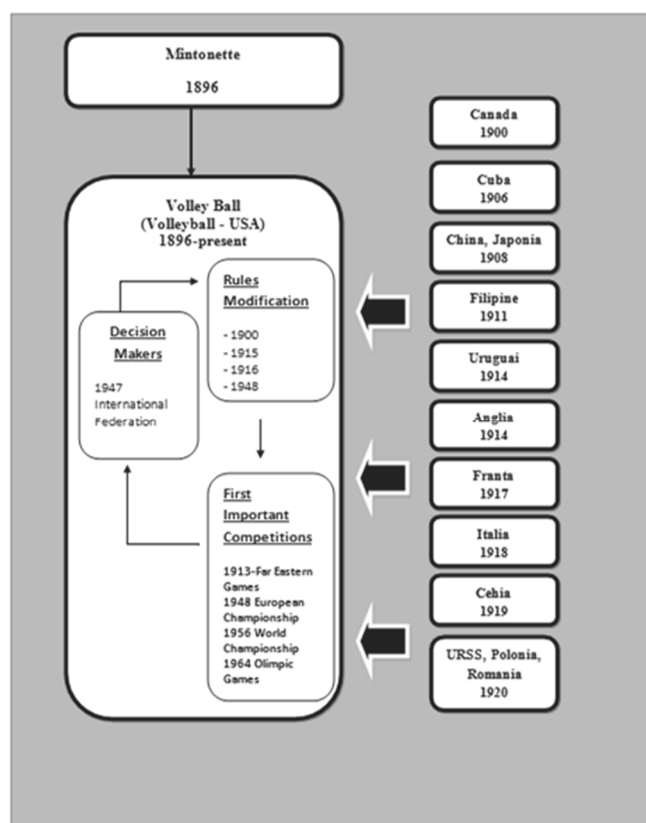 Mintonette
1896
Volley Ball
(Volleyball - USA)
1896-present
Rules
Modification
- 1900
- 1915
- 1916
- 1948
Decision
Makers
1947
International
Federation
First
Important
Competitions
1913-Far Eastern
Games
1948 European
Championship
1956 World
Championship
1964 Olimpic
Games
Canada
1900
Cuba
1906
China, Japonia
1908
Filipine
1911
Uruguai
1914
Anglia
1914
Franta
1917
Italia
1918
Cehia
1919
URSS, Polonia,
Romania
1920